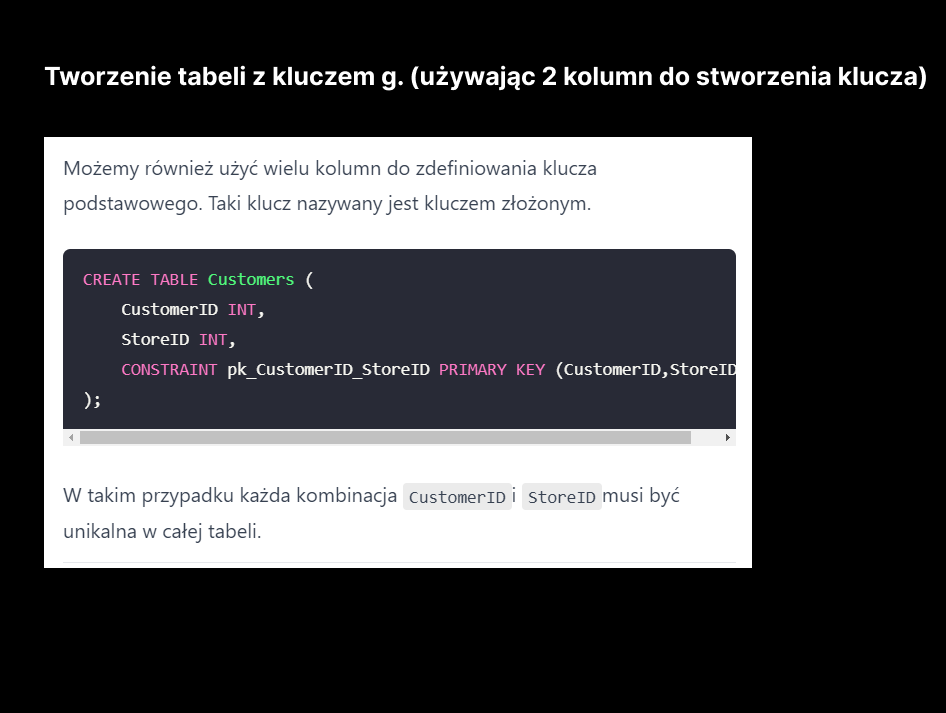 Tworzenie tabeli z kluczem g. (używając 2 kolumn do stworzenia klucza)
Możemy również użyć wielu kolumn do zdefiniowania klucza
podstawowego. Taki klucz nazywany jest kluczem złożonym.
CREATE TABLE Customers (
    CustomerID INT,
    StoreID INT,
    CONSTRAINT pk_CustomerID_StoreID PRIMARY KEY (CustomerID,StoreID
);
W takim przypadku każda kombinacja CustomerID i StoreID musi być
unikalna w całej tabeli.